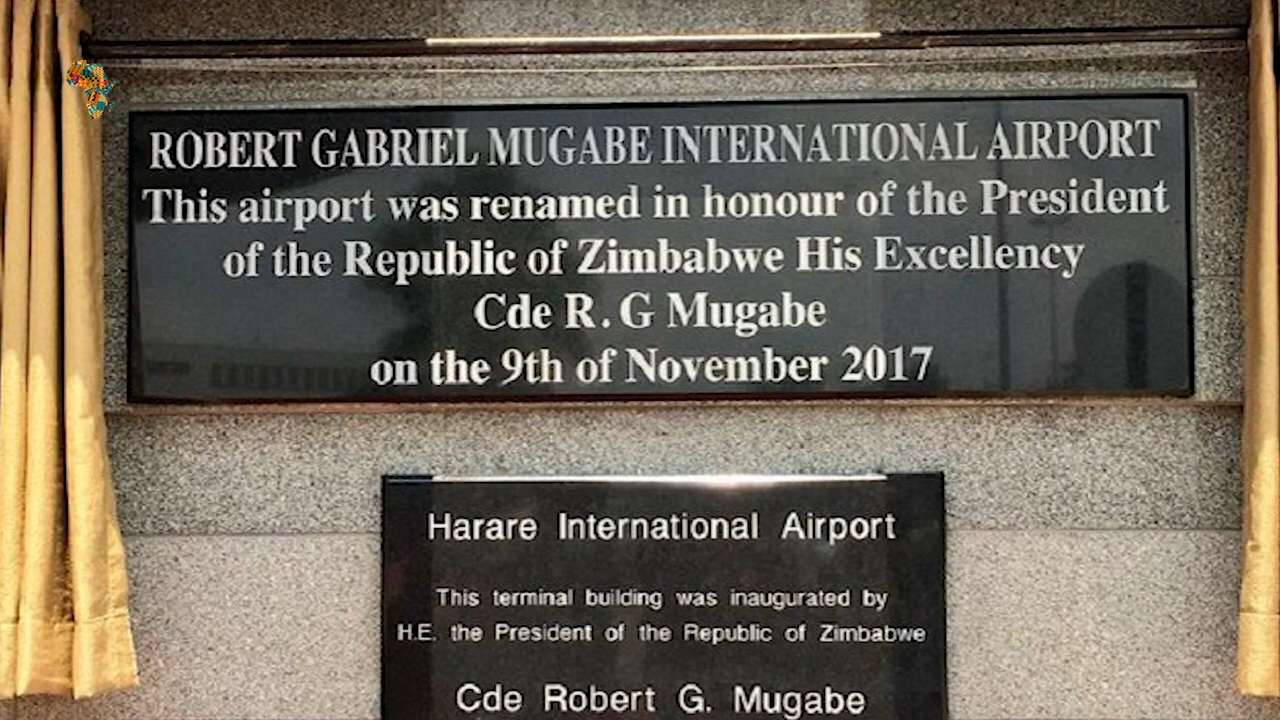 ROBERT GABRIEL MUGABE INTERNATIONAL AIRPORT
This airport was renamed in honour of the President
of the Republic of Zimbabwe His Excellency
Cde R. G Mugabe
on the 9th of November 2017
Harare International Airport
This terminal building was inaugurated by
H.E. the President of the Republic of Zimbabwe
Cde Robert G. Mugabe